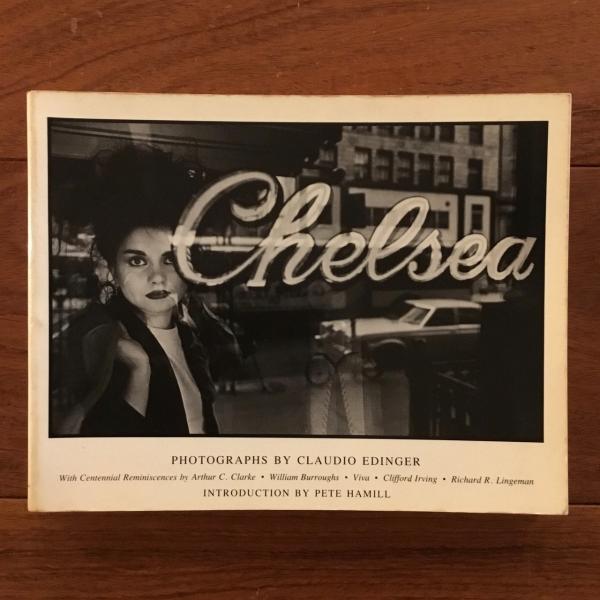 Chelsea
PHOTOGRAPHS BY CLAUDIO EDINGER
With Centennial Reminiscences by Arthur C. Clarke • William Burroughs • Viva • Clifford Irving • Richard R. Lingeman
INTRODUCTION BY PETE HAMILL